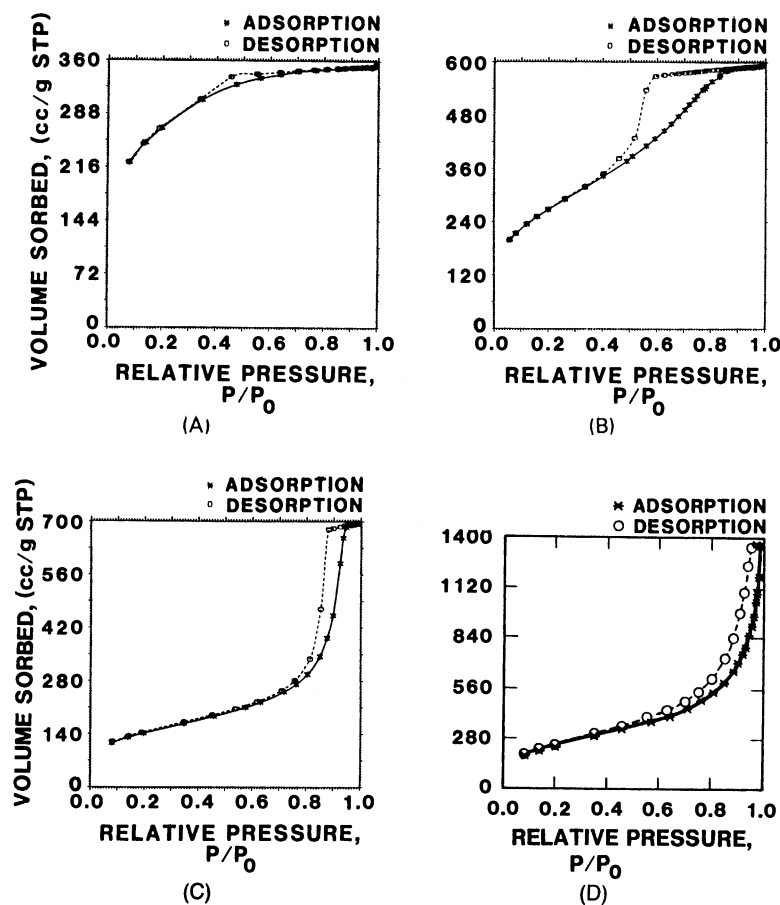 * ADSORPTION
▫ DESORPTION
VOLUME SORBED, (cc/g STP)
360
288
216
144
72
0
0.0 0.2 0.4 0.6 0.8 1.0
RELATIVE PRESSURE,
P/P0
(A)
* ADSORPTION
▫ DESORPTION
600
480
360
240
120
0
0.0 0.2 0.4 0.6 0.8 1.0
RELATIVE PRESSURE,
P/P0
(B)
* ADSORPTION
○ DESORPTION
VOLUME SORBED, (cc/g STP)
700
560
420
280
140
0
0.0 0.2 0.4 0.6 0.8 1.0
RELATIVE PRESSURE,
P/P0
(C)
* ADSORPTION
○ DESORPTION
1400
1120
840
560
280
0
0.0 0.2 0.4 0.6 0.8 1.0
RELATIVE PRESSURE,
P/P0
(D)